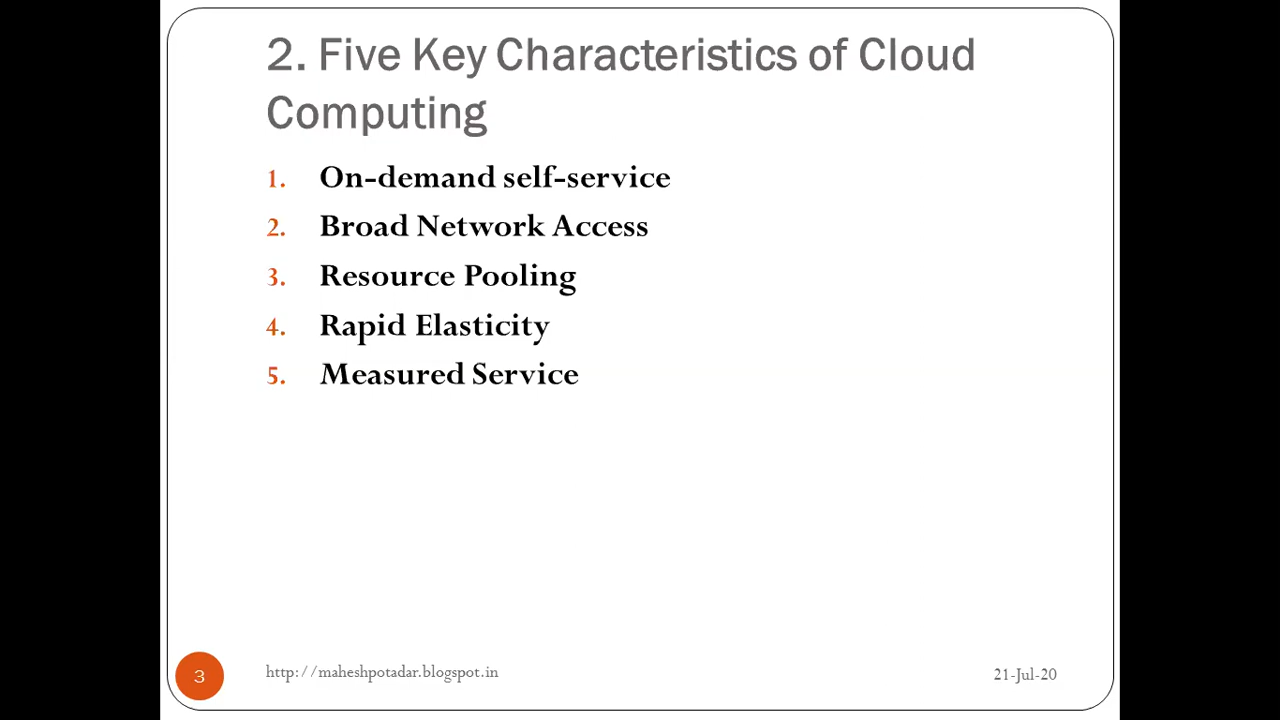 2. Five Key Characteristics of Cloud
Computing
1. On-demand self-service
2. Broad Network Access
3. Resource Pooling
4. Rapid Elasticity
5. Measured Service
3
http://maheshpotadar.blogspot.in
21-Jul-20